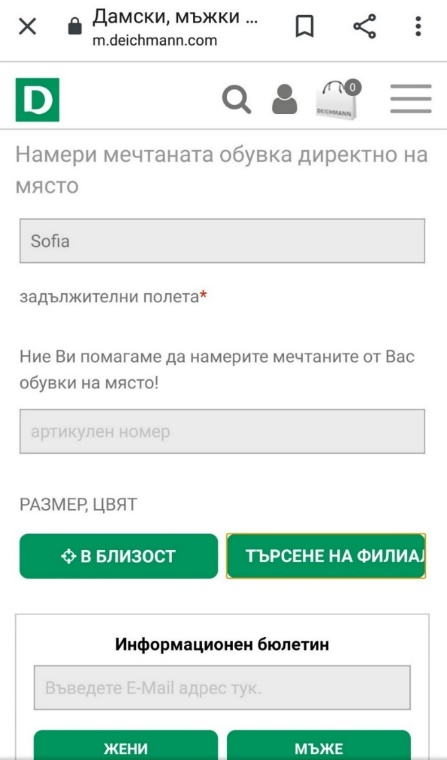 Дамски, мъжки ...
m.deichmann.com
D
0
DEICHMANN
Намери мечтаната обувка директно на
място
Sofia
задължителни полета*
Ние Ви помагаме да намерите мечтаните от Вас
обувки на място!
артикулен номер
РАЗМЕР, ЦВЯТ
В БЛИЗОСТ
ТЪРСЕНЕ НА ФИЛИАЛ
Информационен бюлетин
Въведете E-Mail адрес тук.
ЖЕНИ
МЪЖЕ